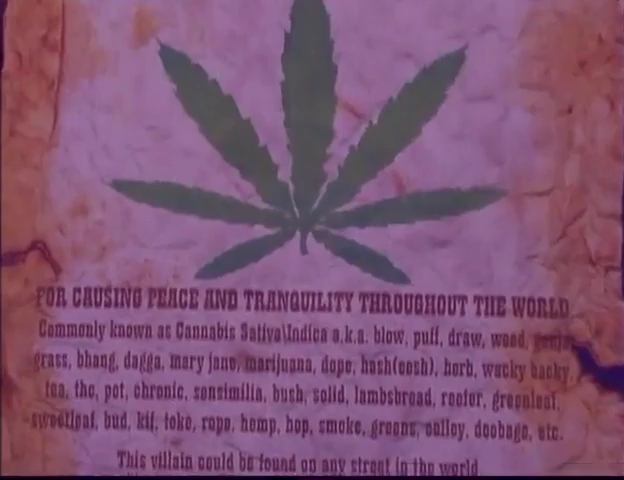 FOR CAUSING PEACE AND TRANQUILITY THROUGHOUT THE WORLD
Commonly known as Cannabis Sativa\Indica a.k.a. blow, puff, draw, weed, ganja
grass, bhang, dagga, mary jane, marijuana, dope, hash(eesh), herb, wacky backy,
tea, thc, pot, chronic, sensimilia, bush, solid, lambsbread, reefer, greenleaf,
sweetleaf, bud, kif, toke, rope, hemp, hop, smoke, greens, colley, doobage, etc.
This villain could be found on any street in the world